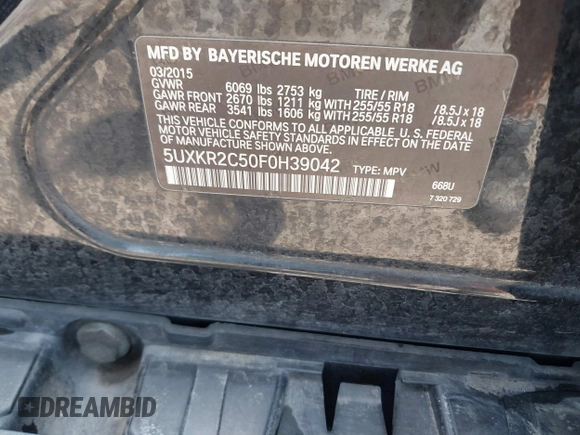 MFD BY BAYERISCHE MOTOREN WERKE AG
03/2015
GVWR 6069 lbs 2753 kg TIRE / RIM
GAWR FRONT 2670 lbs 1211 kg WITH 255/55 R18 /8.5J x 18
GAWR REAR 3541 lbs 1606 kg WITH 255/55 R18 /8.5J x 18
THIS VEHICLE CONFORMS TO ALL APPLICABLE U.S. FEDERAL
MOTOR VEHICLE SAFETY STANDARDS IN EFFECT ON THE
DATE OF MANUFACTURE SHOWN ABOVE.
5UXKR2C50F0H39042 TYPE: MPV
668U
7 320 729
DREAMBID